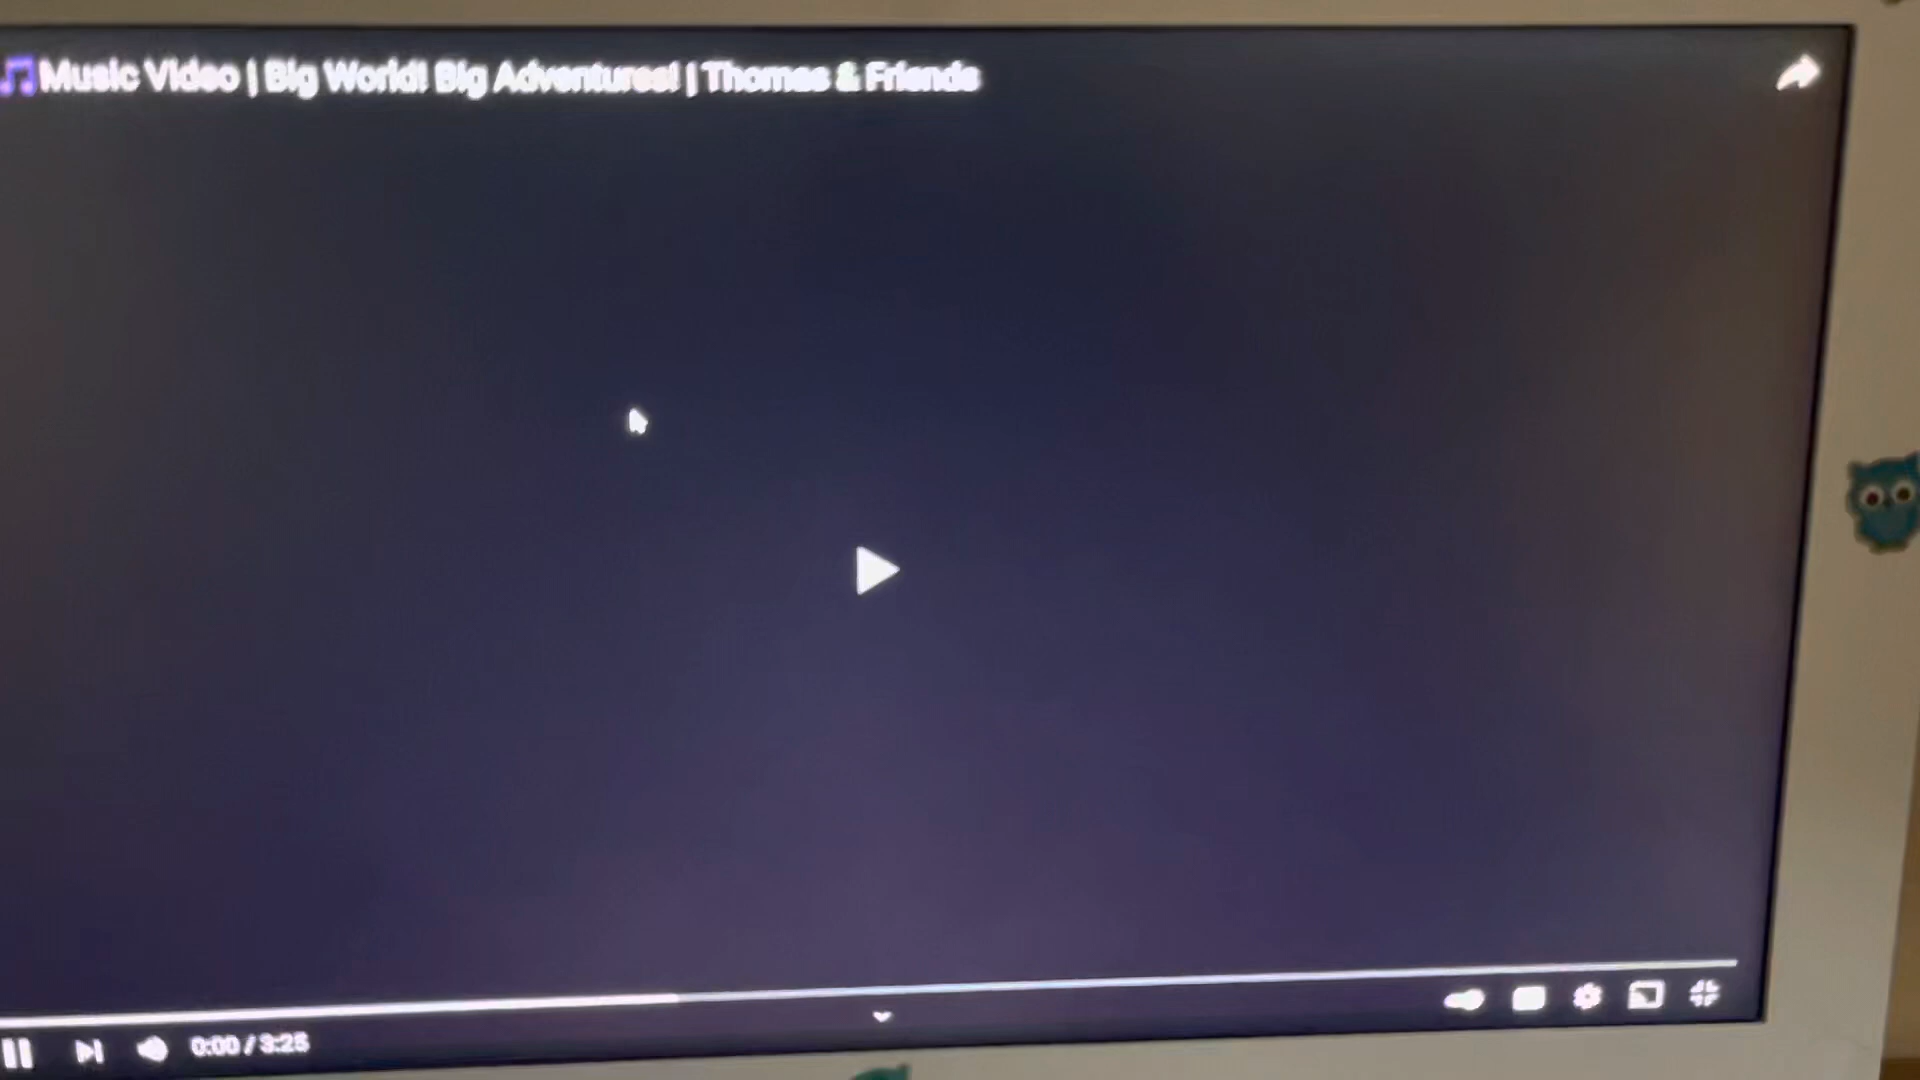 🎵Music Video | Big World! Big Adventures! | Thomas & Friends
0:00 / 3:25